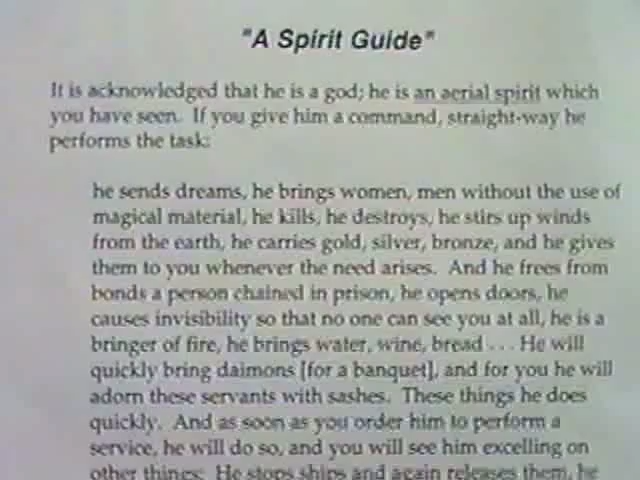 "A Spirit Guide"
It is acknowledged that he is a god; he is an aerial spirit which
you have seen. If you give him a command, straight-way he
performs the task:
he sends dreams, he brings women, men without the use of
magical material, he kills, he destroys, he stirs up winds
from the earth, he carries gold, silver, bronze, and he gives
them to you whenever the need arises. And he frees from
bonds a person chained in prison, he opens doors, he
causes invisibility so that no one can see you at all, he is a
bringer of fire, he brings water, wine, bread . . . He will
quickly bring daimons [for a banquet], and for you he will
adorn these servants with sashes. These things he does
quickly. And as soon as you order him to perform a
service, he will do so, and you will see him excelling on
other things: He stops ships and again releases them, he